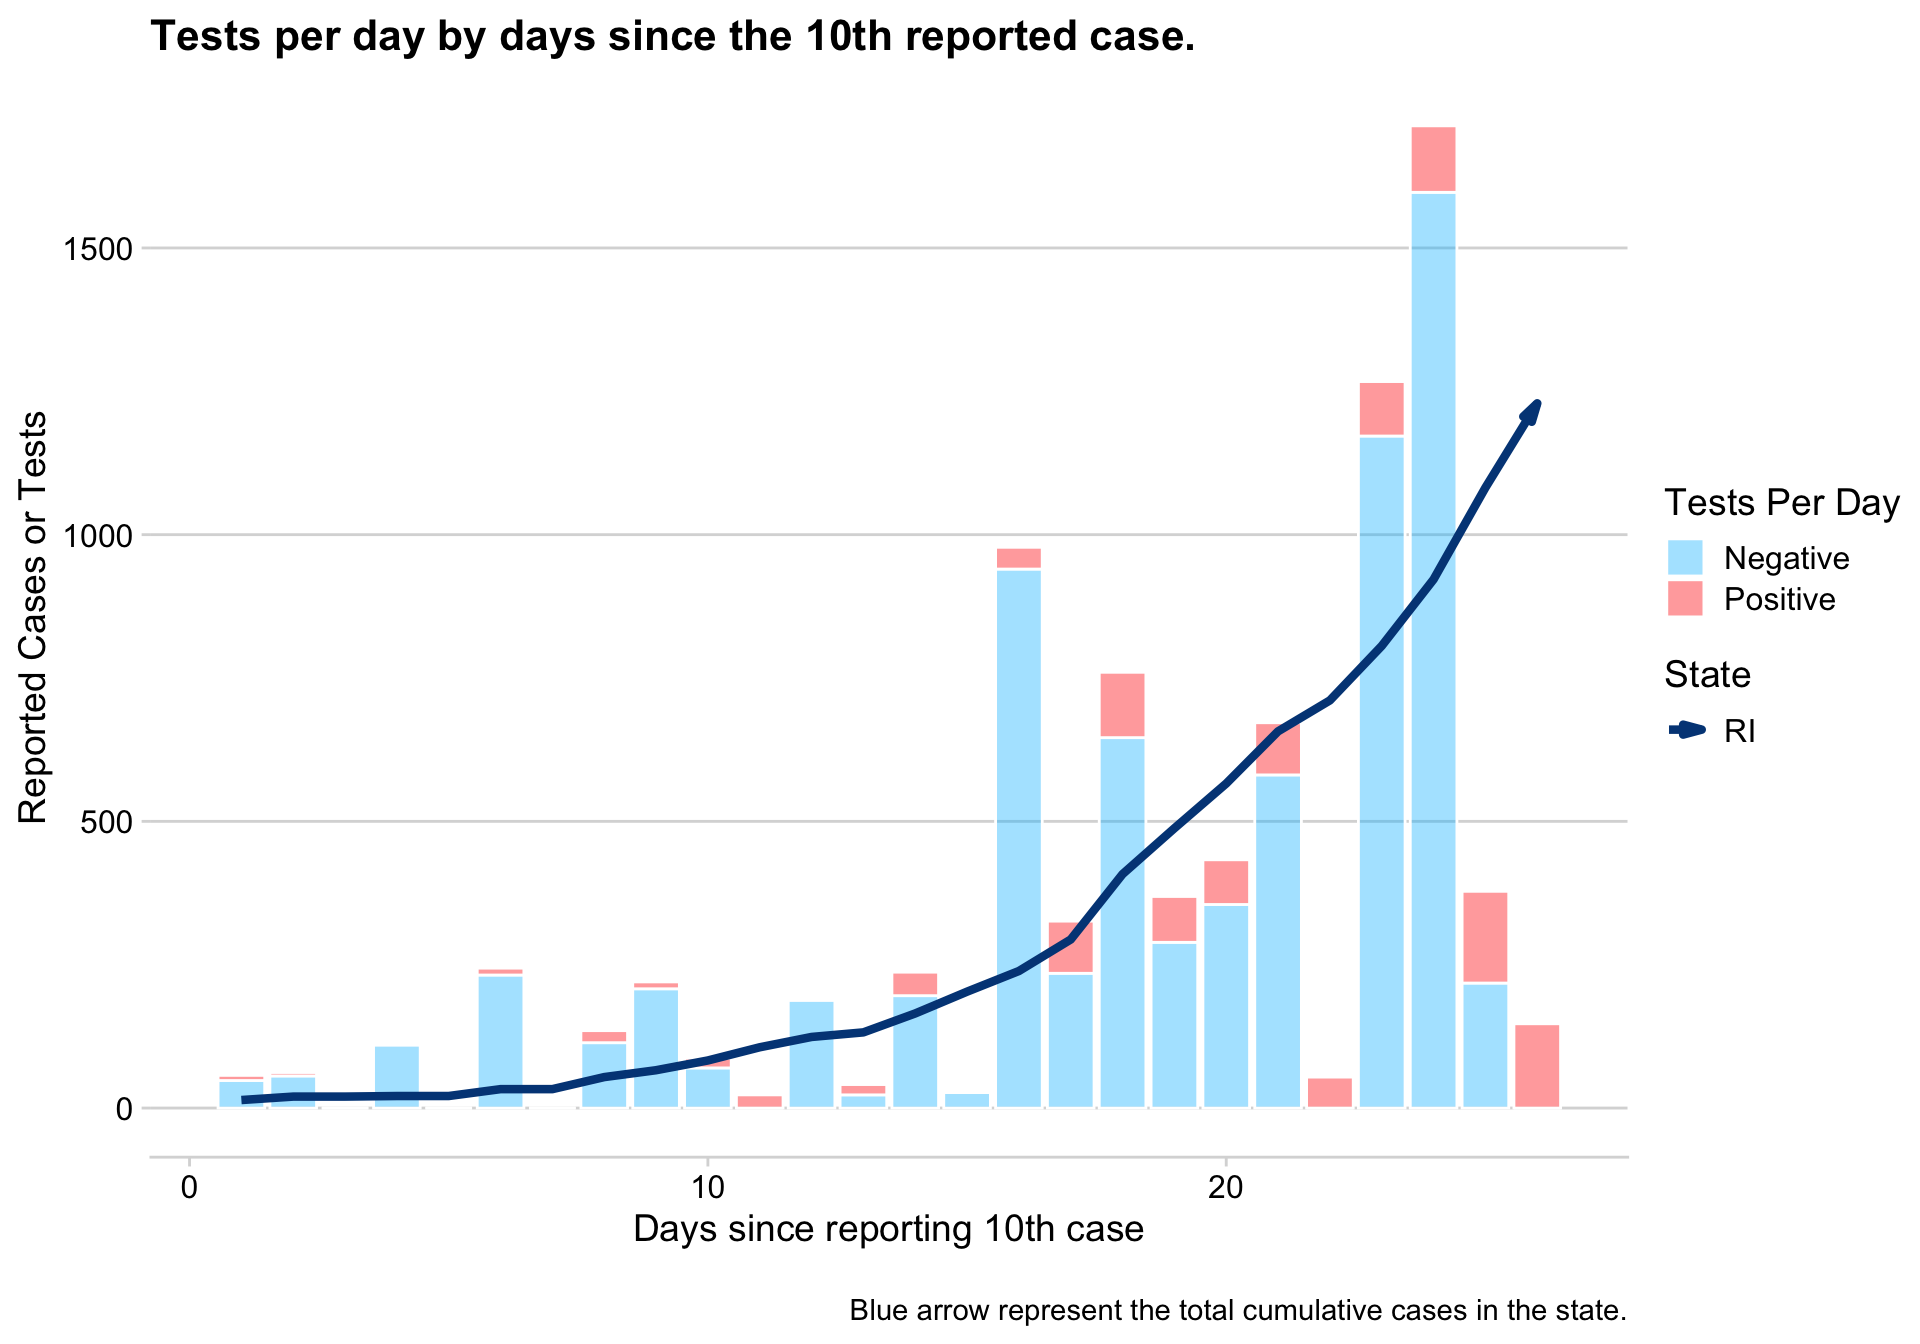 Tests per day by days since the 10th reported case.
Reported Cases or Tests
1500
1000
500
0
0
10
20
Days since reporting 10th case
Tests Per Day
Negative
Positive
State
RI
Blue arrow represent the total cumulative cases in the state.